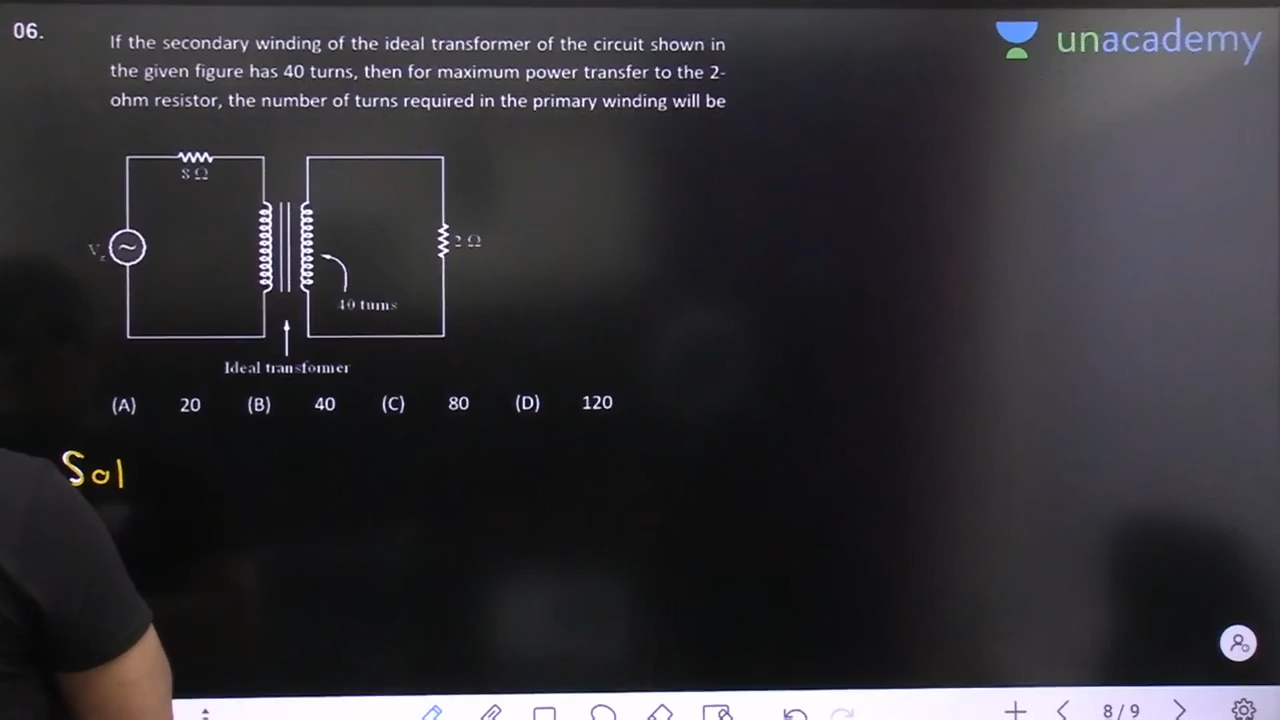 06.
unacademy
If the secondary winding of the ideal transformer of the circuit shown in
the given figure has 40 turns, then for maximum power transfer to the 2-
ohm resistor, the number of turns required in the primary winding will be
8 Ω
2 Ω
40 turns
Ideal transformer
(A) 20 (B) 40 (C) 80 (D) 120
Sol
8 / 9